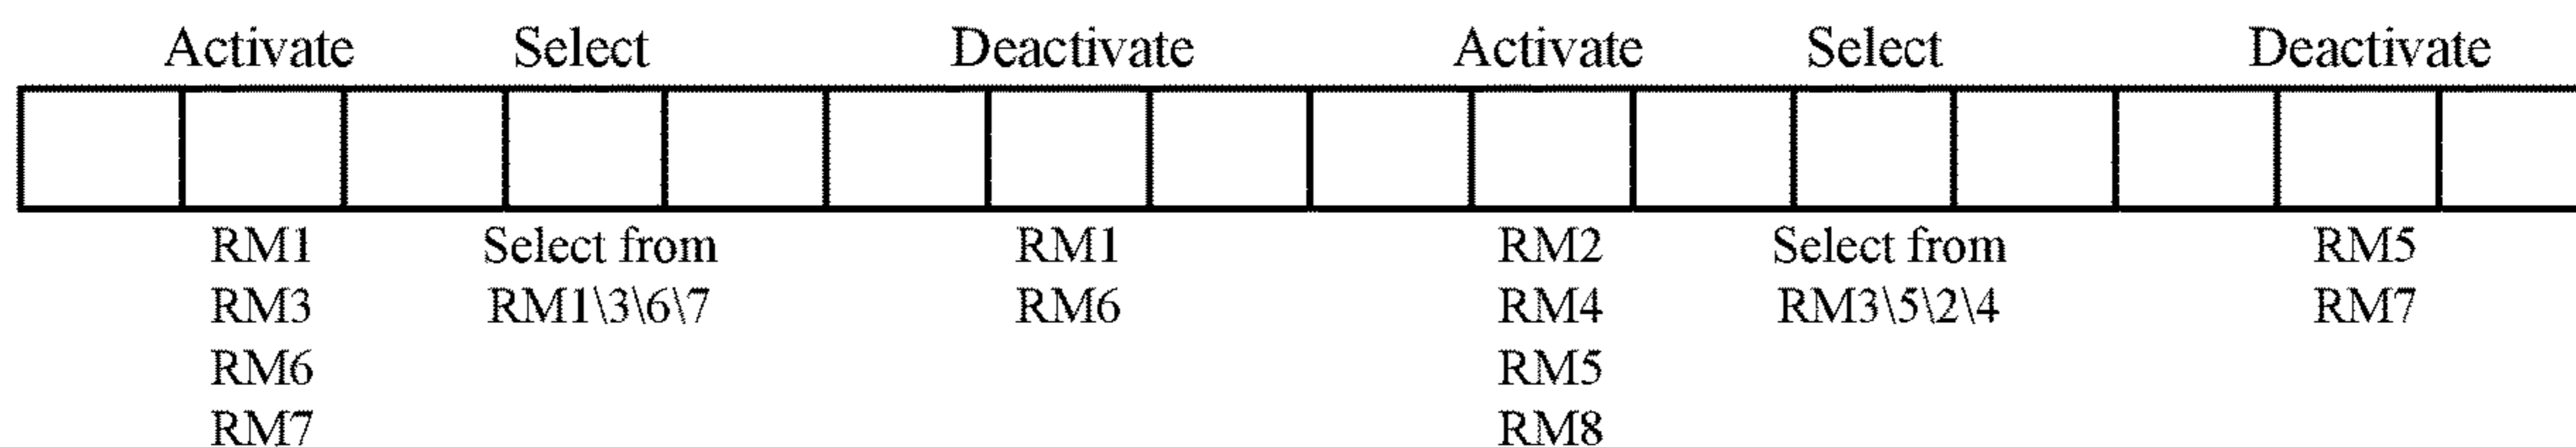 Activate Select Deactivate Activate Select Deactivate
RM1 Select from RM1 RM2 Select from RM5
RM3 RM1\3\6\7 RM6 RM4 RM3\5\2\4 RM7
RM6 RM5
RM7 RM8